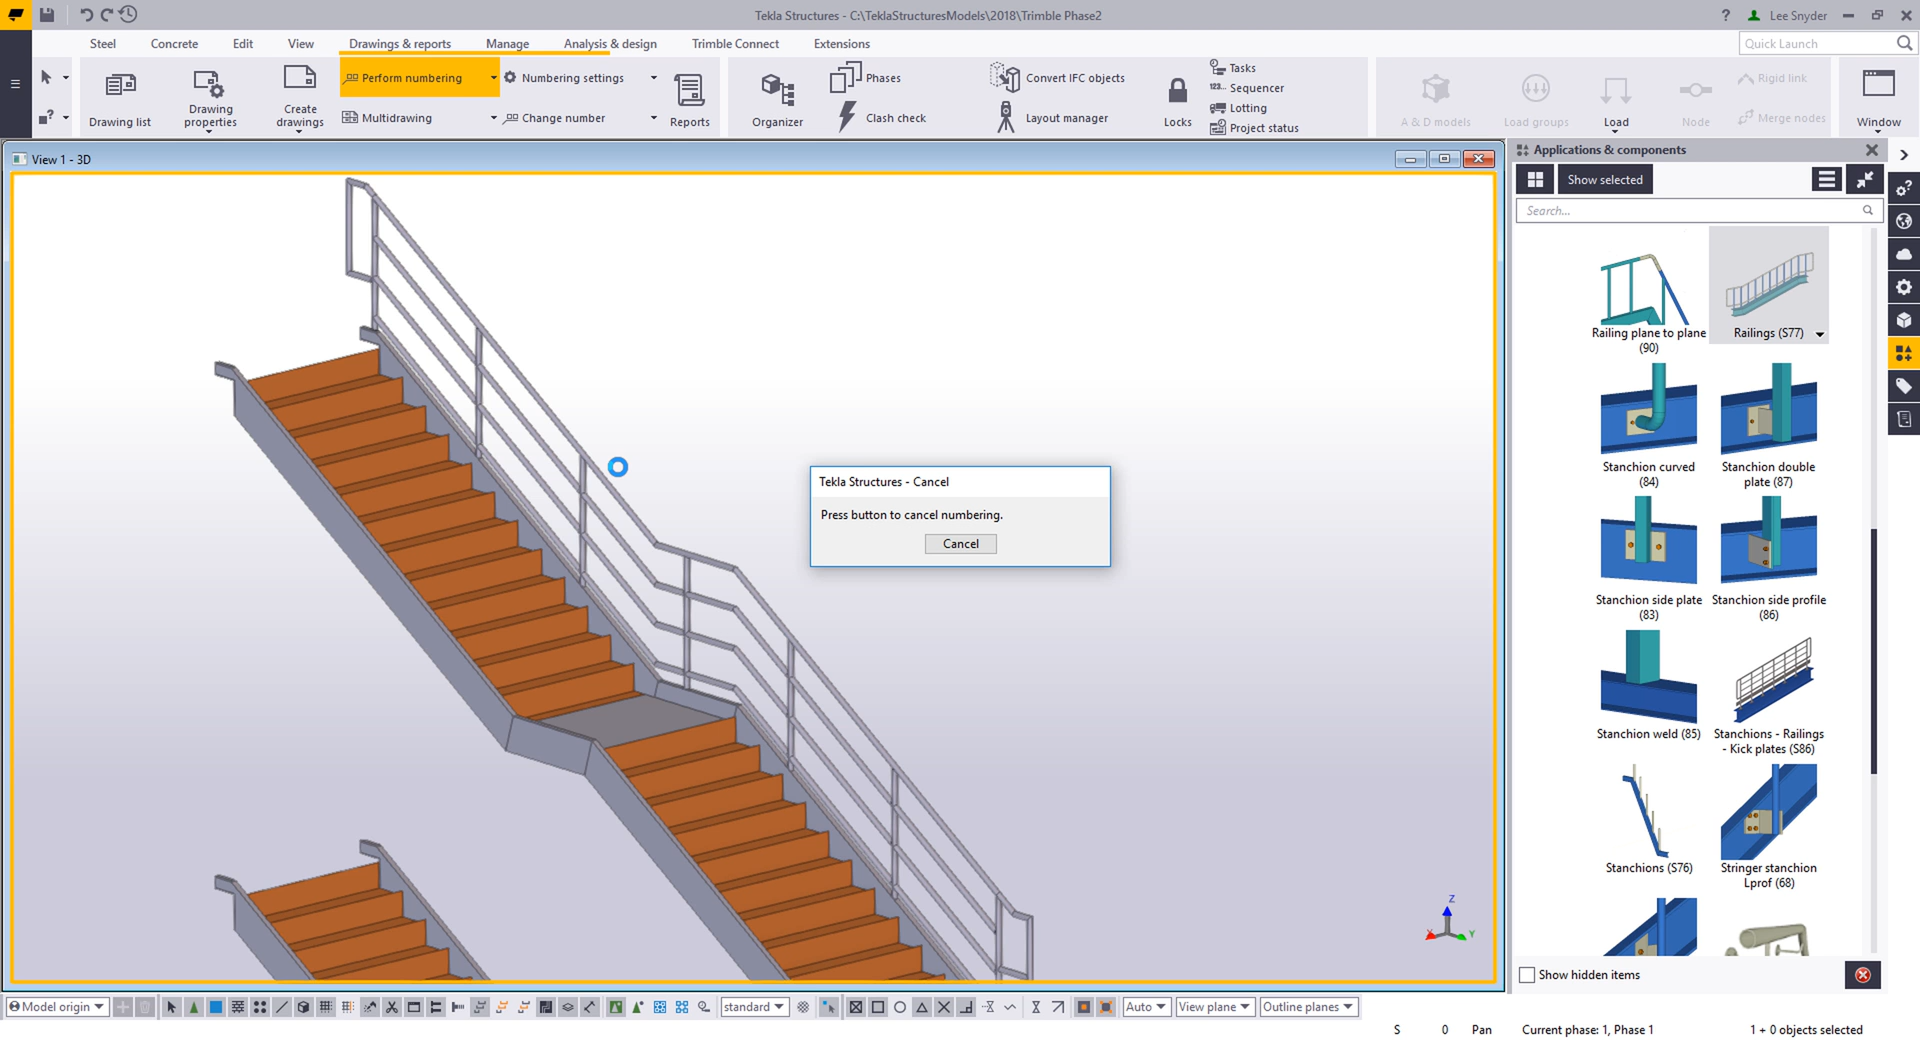 Tekla Structures - C:\TeklaStructuresModels\2018\Trimble Phase2
? Lee Snyder
Steel Concrete Edit View Drawings & reports Manage Analysis & design Trimble Connect Extensions
Quick Launch
Drawing list
Drawing properties
Create drawings
Perform numbering
Multidrawing
Numbering settings
Change number
Reports
Organizer
Phases
Clash check
Convert IFC objects
Layout manager
Locks
Tasks
Sequencer
Lotting
Project status
A & D models
Load groups
Load
Node
Rigid link
Merge nodes
Window
View 1 - 3D
Applications & components
Show selected
Search...
Railing plane to plane (90)
Railings (S77)
Stanchion curved (84)
Stanchion double plate (87)
Stanchion side plate (83)
Stanchion side profile (86)
Stanchion weld (85)
Stanchions - Railings - Kick plates (S86)
Stanchions (S76)
Stringer stanchion Lprof (68)
Tekla Structures - Cancel
Press button to cancel numbering.
Cancel
Z
X
Y
Show hidden items
Model origin
standard
Auto
View plane
Outline planes
S 0 Pan Current phase: 1, Phase 1 1 + 0 objects selected